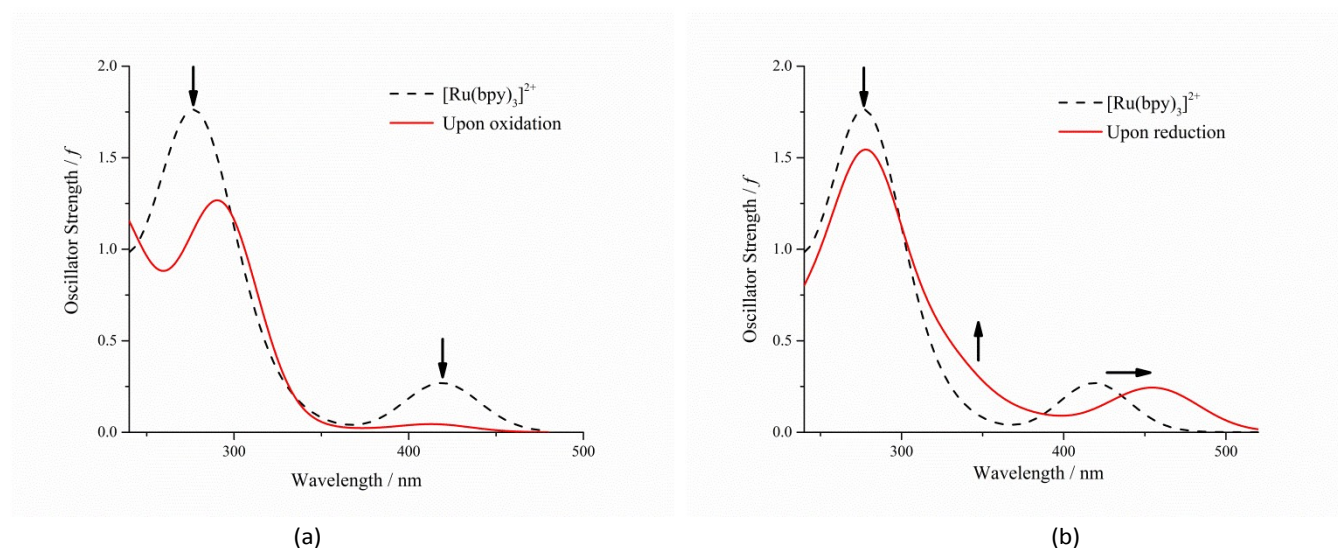 2.0
1.5
1.0
0.5
0.0
Oscillator Strength / f
[Ru(bpy)₃]²⁺
Upon oxidation
300
500
Wavelength / nm
(a)
2.0
1.5
1.0
0.5
0.0
Oscillator Strength / f
[Ru(bpy)₃]²⁺
Upon reduction
300
400
500
Wavelength / nm
(b)